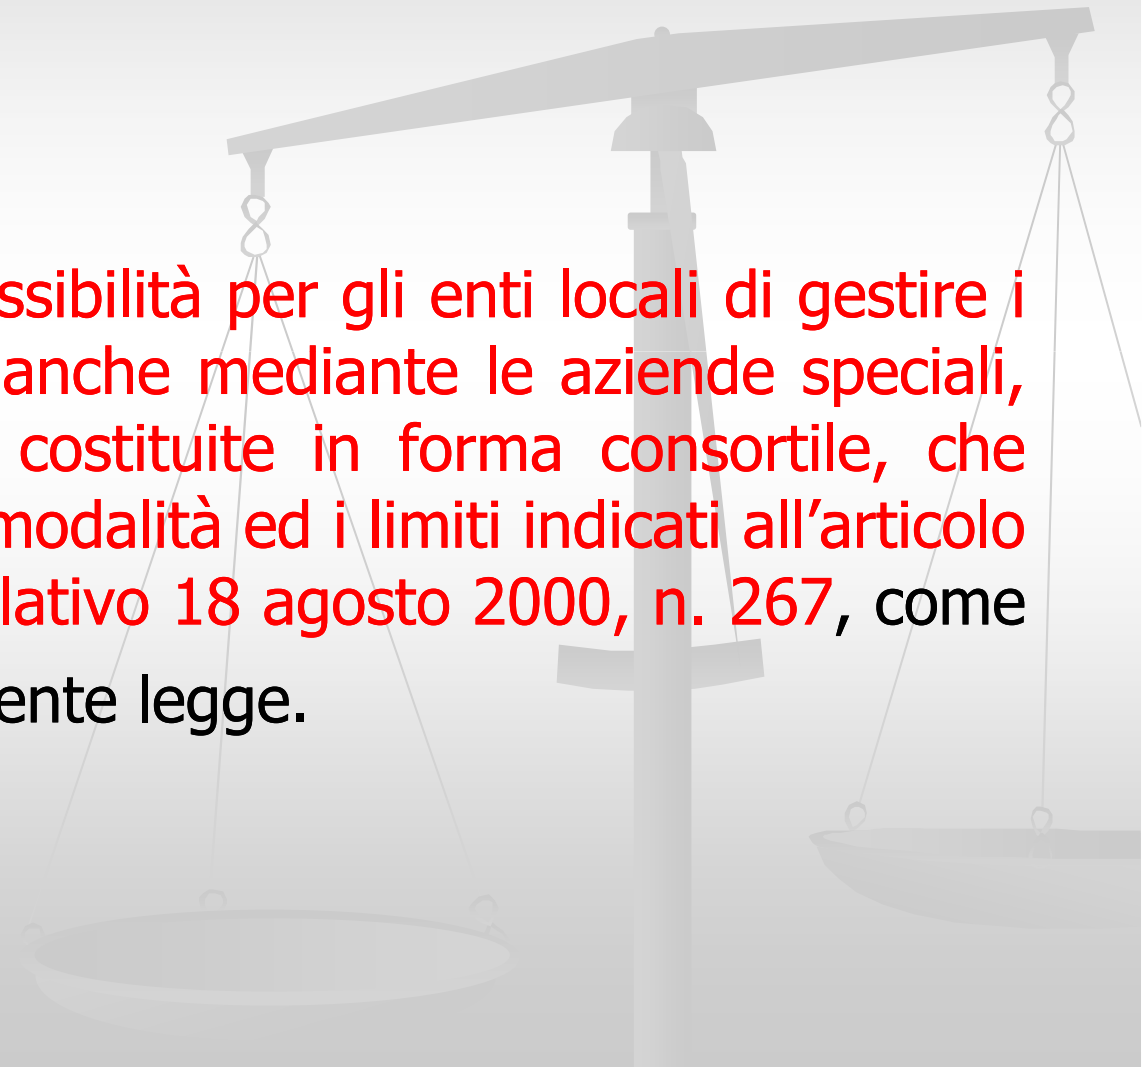 ssibilità per gli enti locali di gestire i
anche mediante le aziende speciali,
costituite in forma consortile, che
modalità ed i limiti indicati all’articolo
lativo 18 agosto 2000, n. 267, come
ente legge.